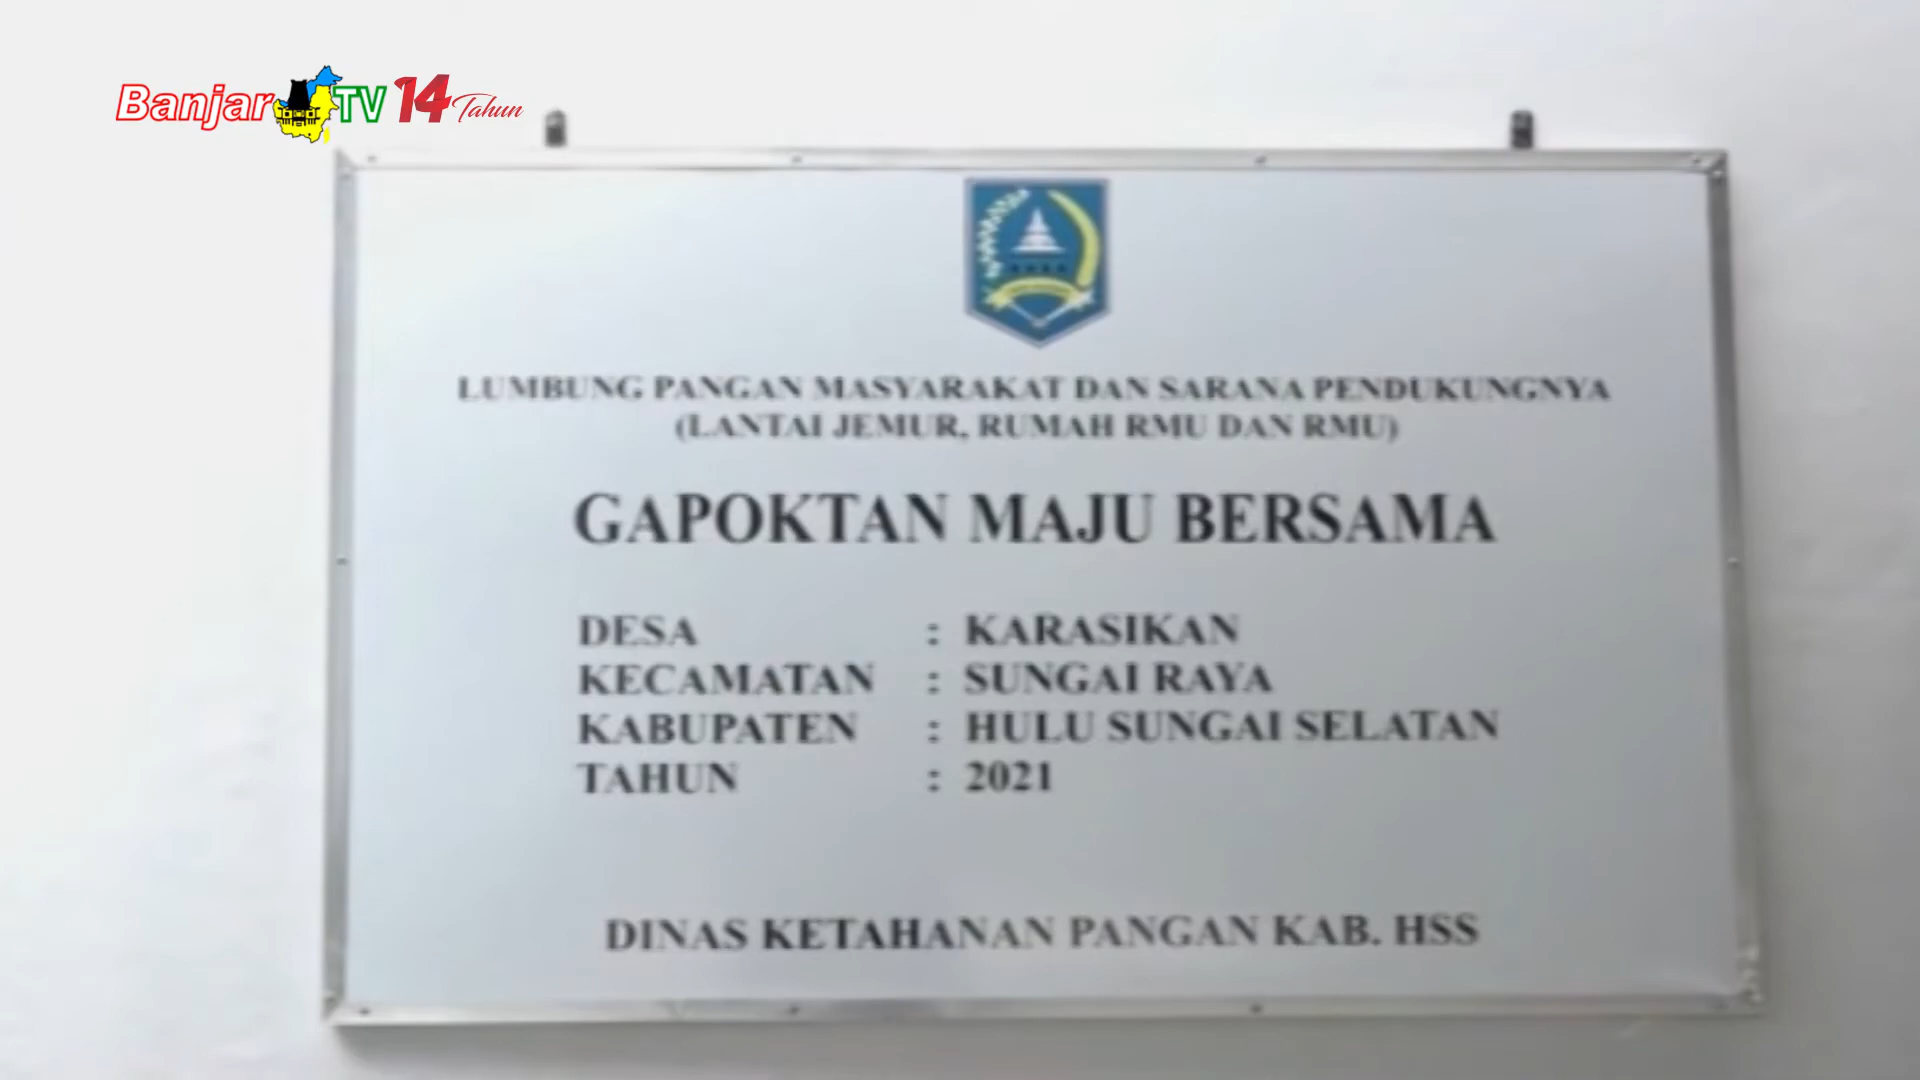 Banjar TV 14 Tahun
LUMBUNG PANGAN MASYARAKAT DAN SARANA PENDUKUNGNYA
(LANTAI JEMUR, RUMAH RMU DAN RMU)
GAPOKTAN MAJU BERSAMA
DESA : KARASIKAN
KECAMATAN : SUNGAI RAYA
KABUPATEN : HULU SUNGAI SELATAN
TAHUN : 2021
DINAS KETAHANAN PANGAN KAB. HSS